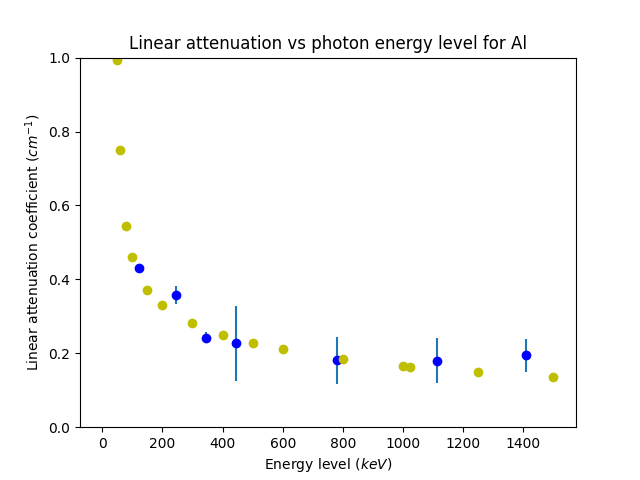 Linear attenuation vs photon energy level for Al
Linear attenuation coefficient (cm⁻¹)
1.0
0.8
0.6
0.4
0.2
0.0
0 200 400 600 800 1000 1200 1400
Energy level (keV)